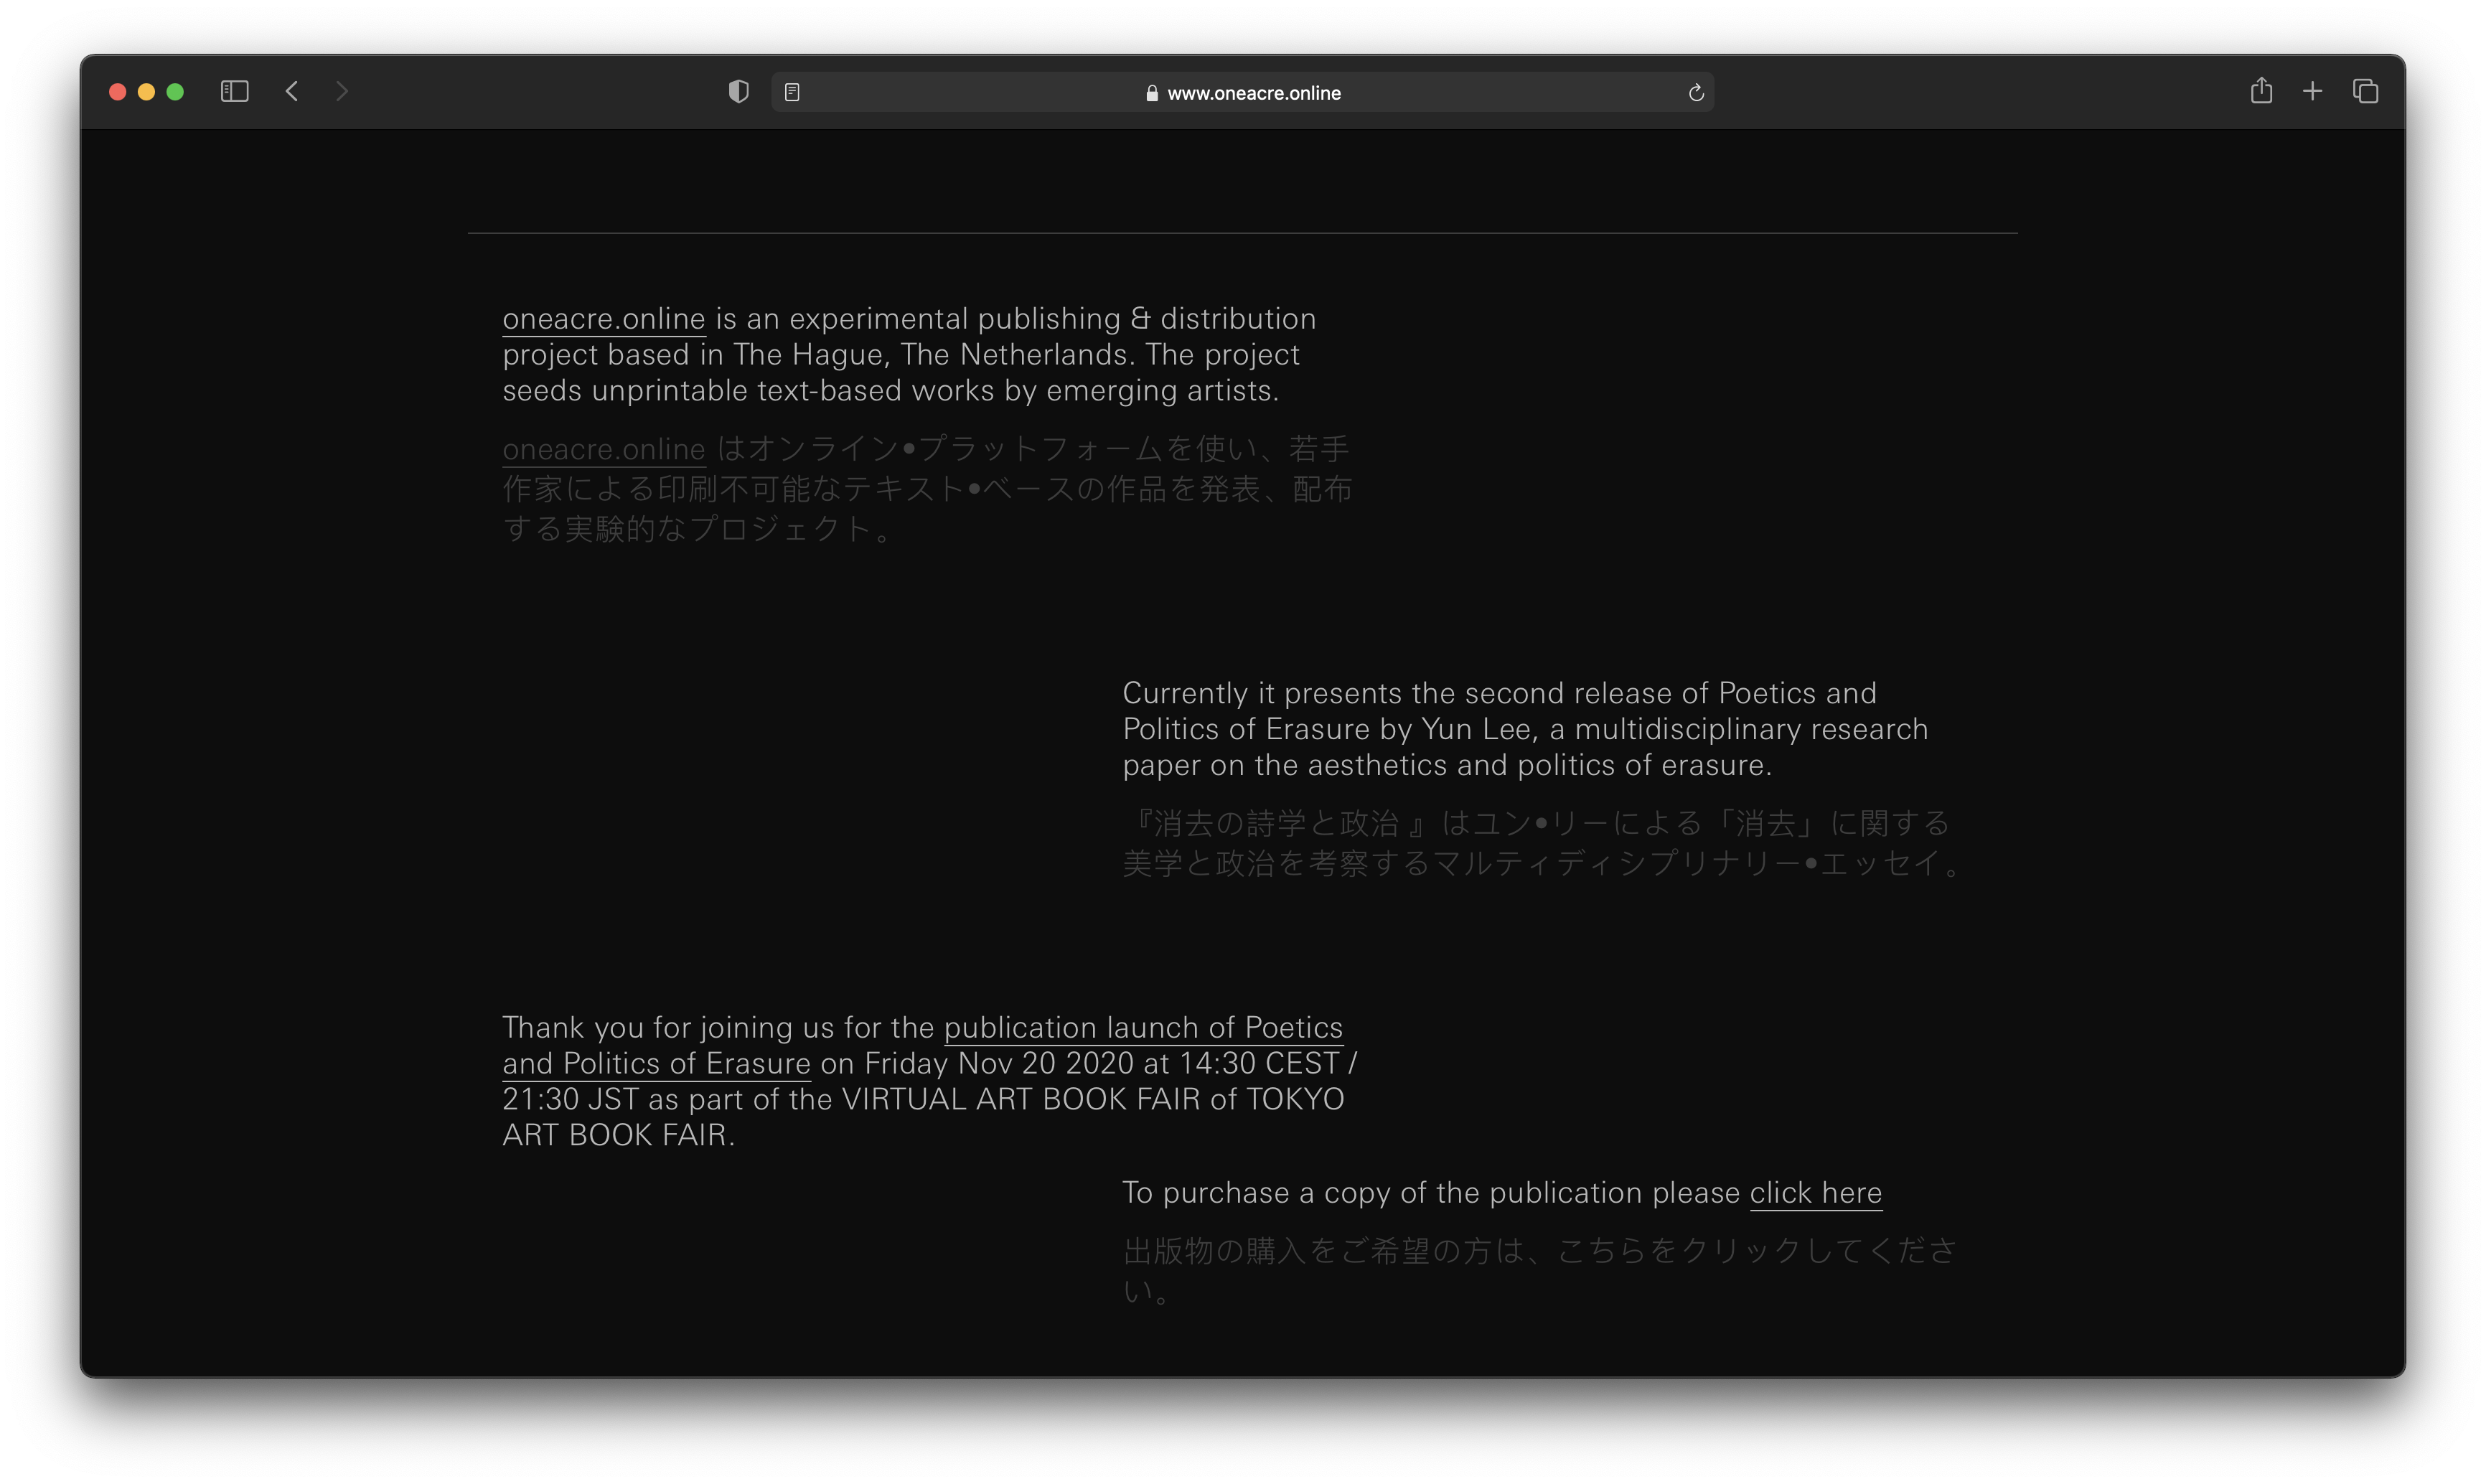 www.oneacre.online
oneacre.online is an experimental publishing & distribution
project based in The Hague, The Netherlands. The project
seeds unprintable text-based works by emerging artists.
oneacre.online はオンライン•プラットフォームを使い、若手
作家による印刷不可能なテキスト•ベースの作品を発表、配布
する実験的なプロジェクト。
Currently it presents the second release of Poetics and
Politics of Erasure by Yun Lee, a multidisciplinary research
paper on the aesthetics and politics of erasure.
『消去の詩学と政治 』はユン•リーによる「消去」に関する
美学と政治を考察するマルティディシプリナリー•エッセイ。
Thank you for joining us for the publication launch of Poetics
and Politics of Erasure on Friday Nov 20 2020 at 14:30 CEST /
21:30 JST as part of the VIRTUAL ART BOOK FAIR of TOKYO
ART BOOK FAIR.
To purchase a copy of the publication please click here
出版物の購入をご希望の方は、こちらをクリックしてくださ
い。